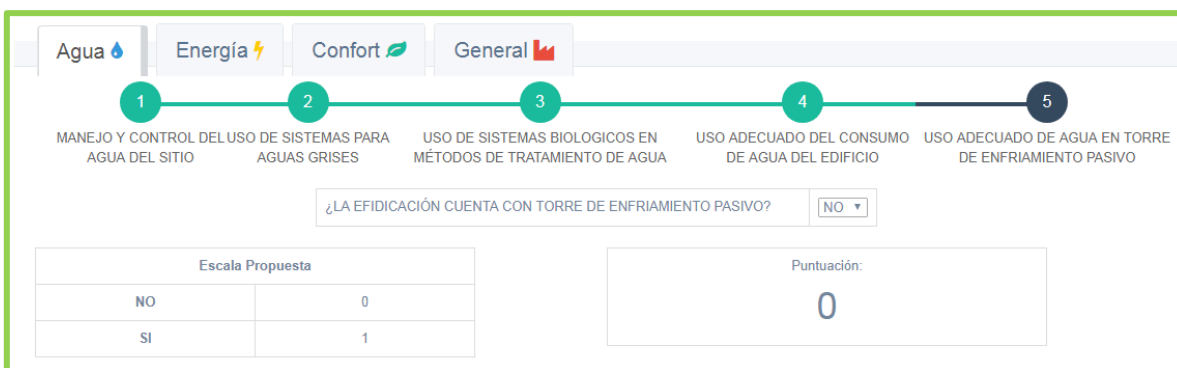 Agua
Energía
Confort
General
1
2
3
4
5
MANEJO Y CONTROL DEL
AGUA DEL SITIO
USO DE SISTEMAS PARA
AGUAS GRISES
USO DE SISTEMAS BIOLOGICOS EN
MÉTODOS DE TRATAMIENTO DE AGUA
USO ADECUADO DEL CONSUMO
DE AGUA DEL EDIFICIO
USO ADECUADO DE AGUA EN TORRE
DE ENFRIAMIENTO PASIVO
¿LA EFIDICACIÓN CUENTA CON TORRE DE ENFRIAMIENTO PASIVO?
NO
Escala Propuesta
NO 0
SI 1
Puntuación:
0